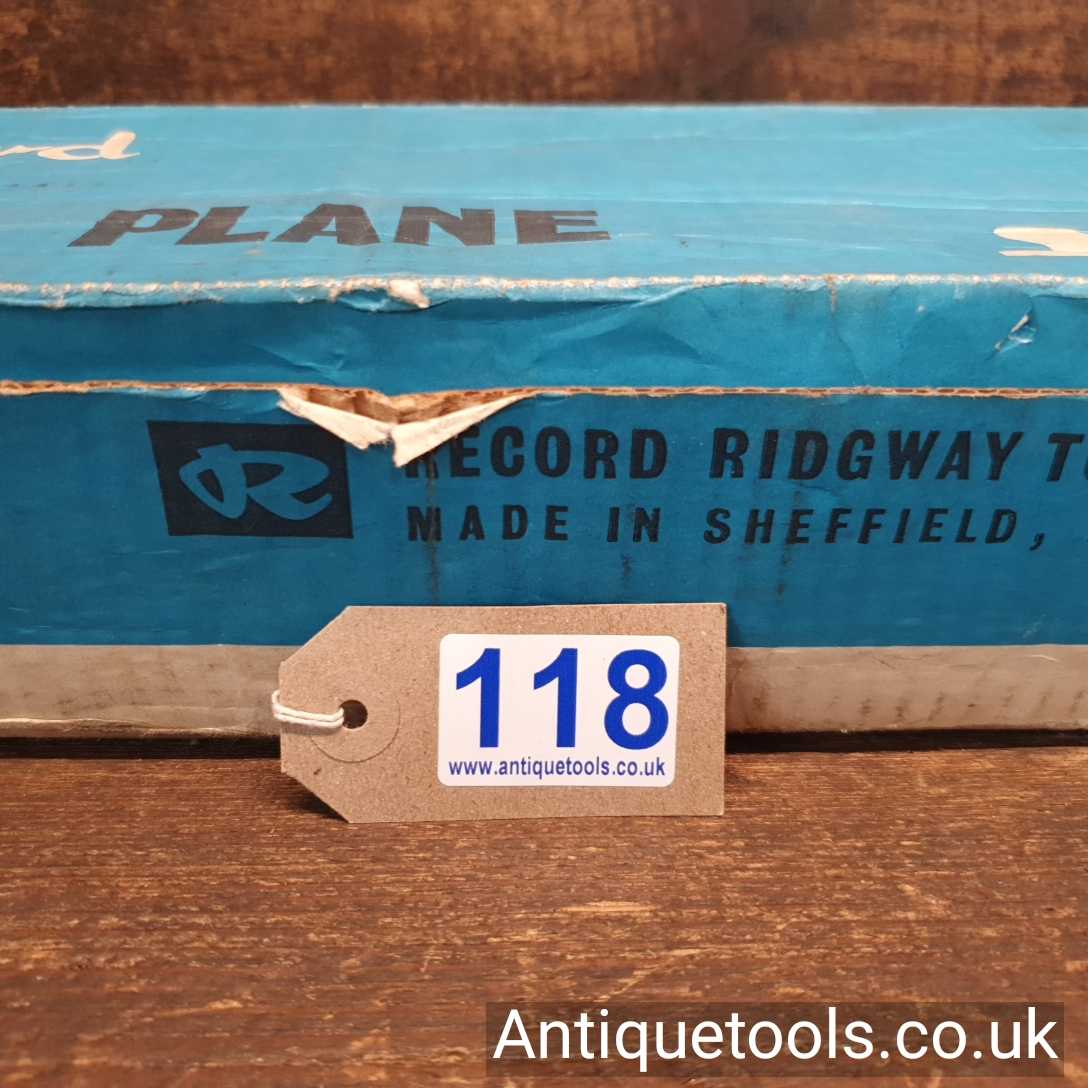 PLANE
R
RECORD RIDGWAY
MADE IN SHEFFIELD,
118
www.antiquetools.co.uk
Antiquetools.co.uk